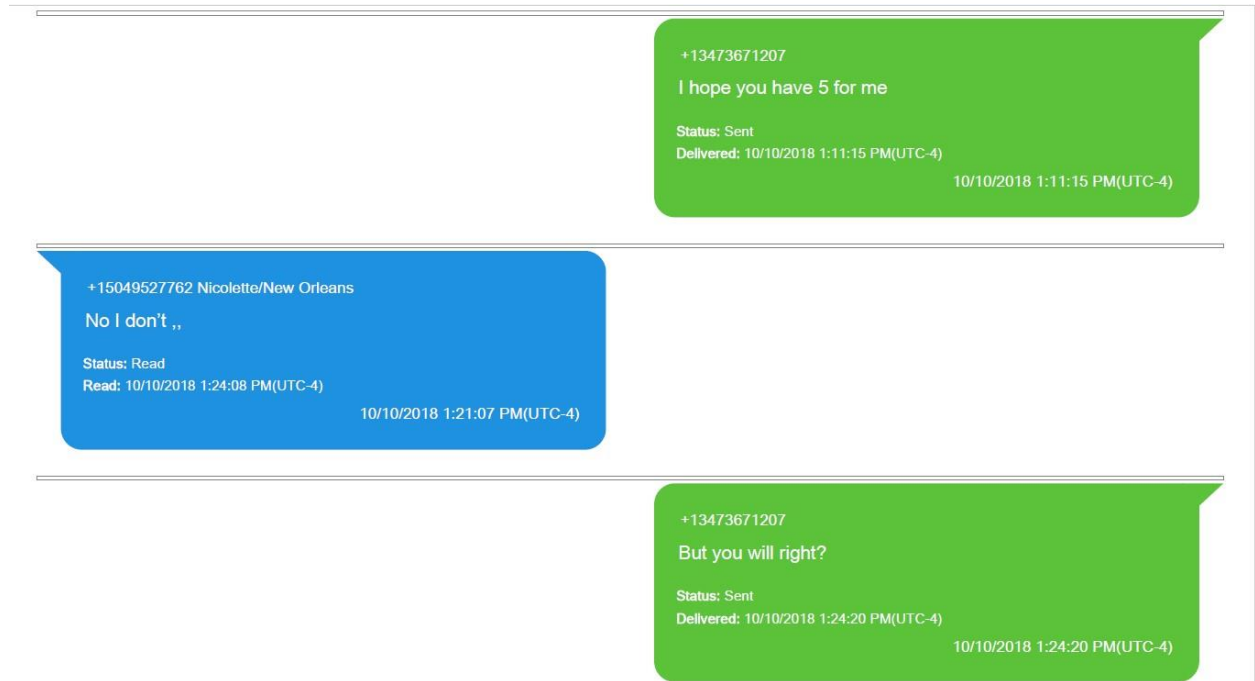 +13473671207
I hope you have 5 for me
Status: Sent
Delivered: 10/10/2018 1:11:15 PM(UTC-4)
10/10/2018 1:11:15 PM(UTC-4)
+15049527762 Nicolette/New Orleans
No I don’t ,,
Status: Read
Read: 10/10/2018 1:24:08 PM(UTC-4)
10/10/2018 1:21:07 PM(UTC-4)
+13473671207
But you will right?
Status: Sent
Delivered: 10/10/2018 1:24:20 PM(UTC-4)
10/10/2018 1:24:20 PM(UTC-4)